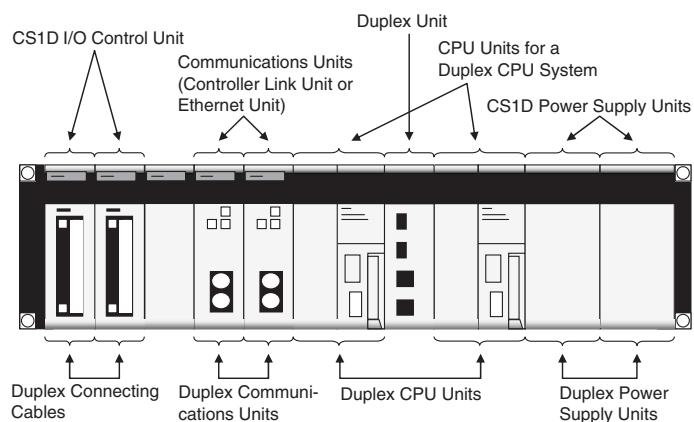 Duplex Unit
CS1D I/O Control Unit
Communications Units
(Controller Link Unit or
Ethernet Unit)
CPU Units for a
Duplex CPU System
CS1D Power Supply Units
Duplex Connecting
Cables
Duplex Communi-
cations Units
Duplex CPU Units
Duplex Power
Supply Units